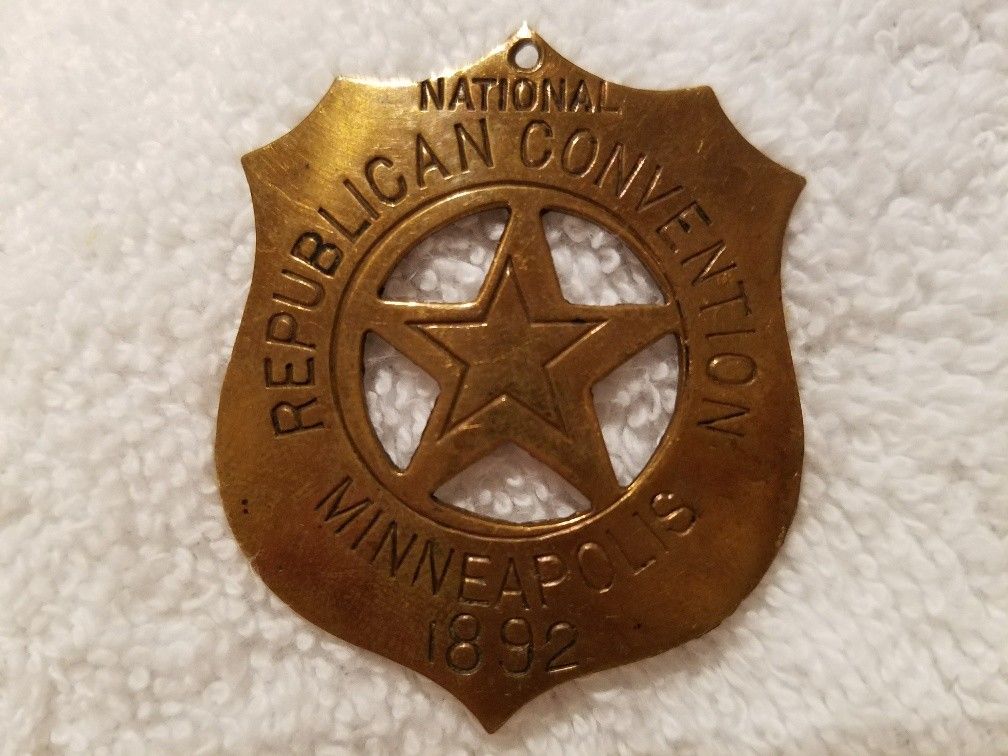 NATIONAL
REPUBLICAN CONVENTION
MINNEAPOLIS
1892